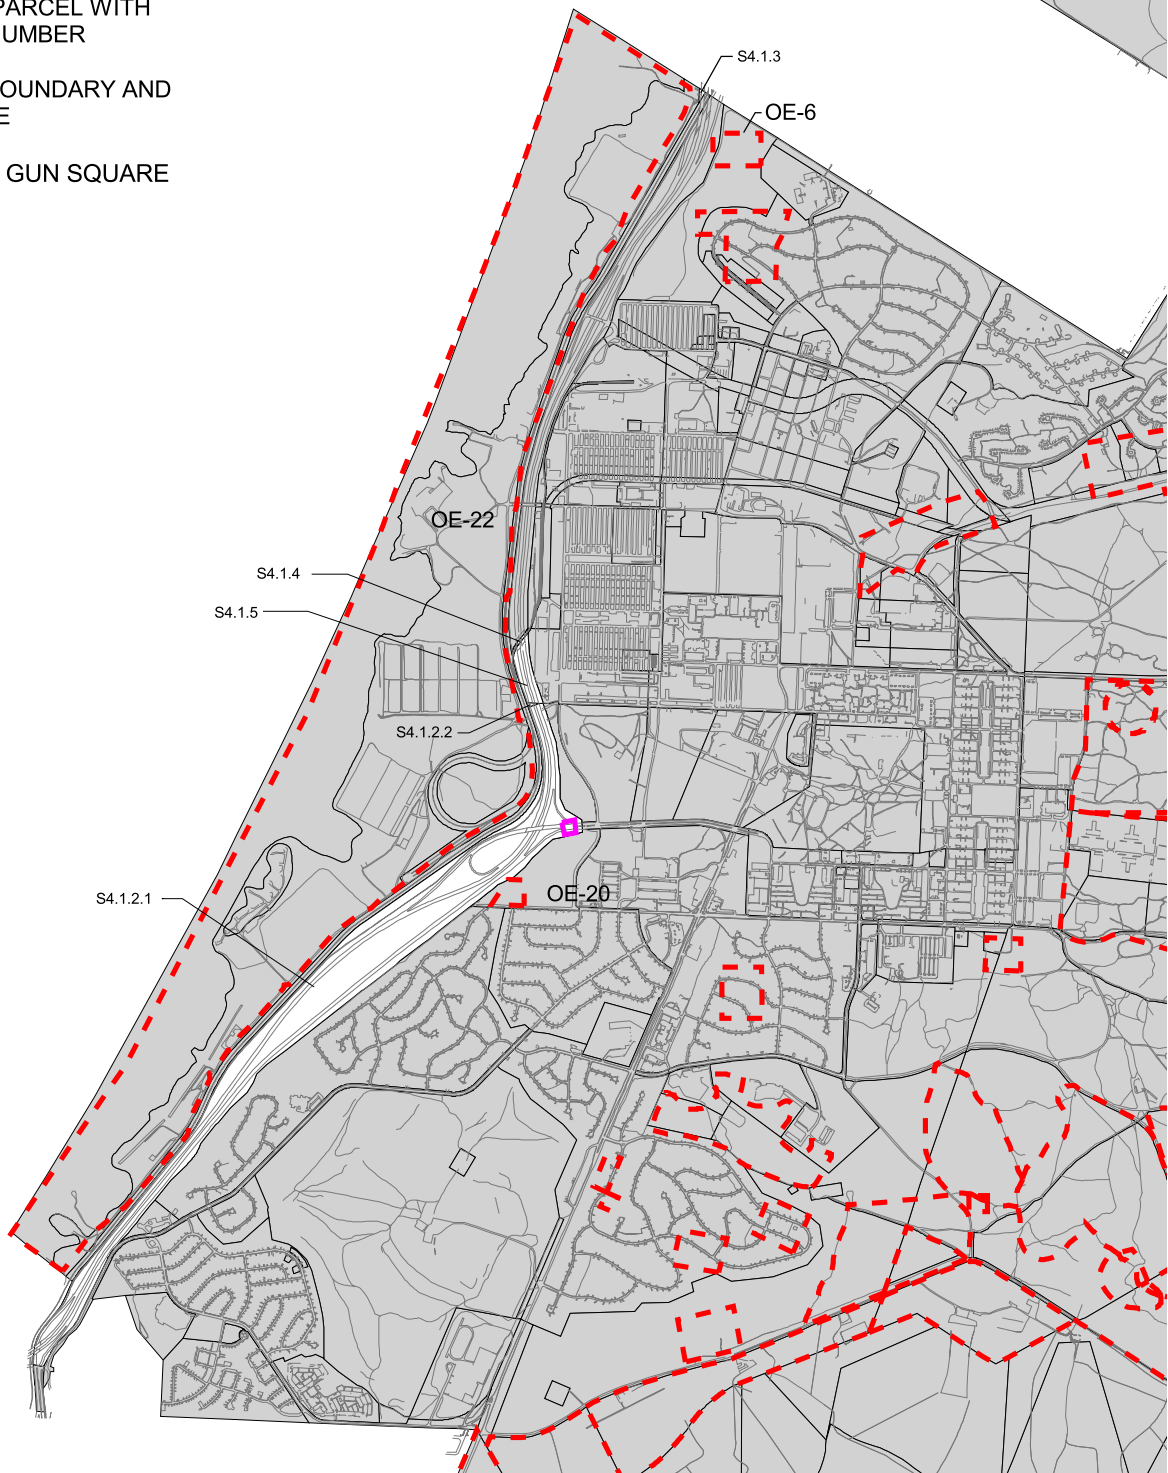 PARCEL WITH
UMBER
OUNDARY AND
E
GUN SQUARE
S4.1.3
OE-6
OE-22
S4.1.4
S4.1.5
S4.1.2.2
OE-20
S4.1.2.1